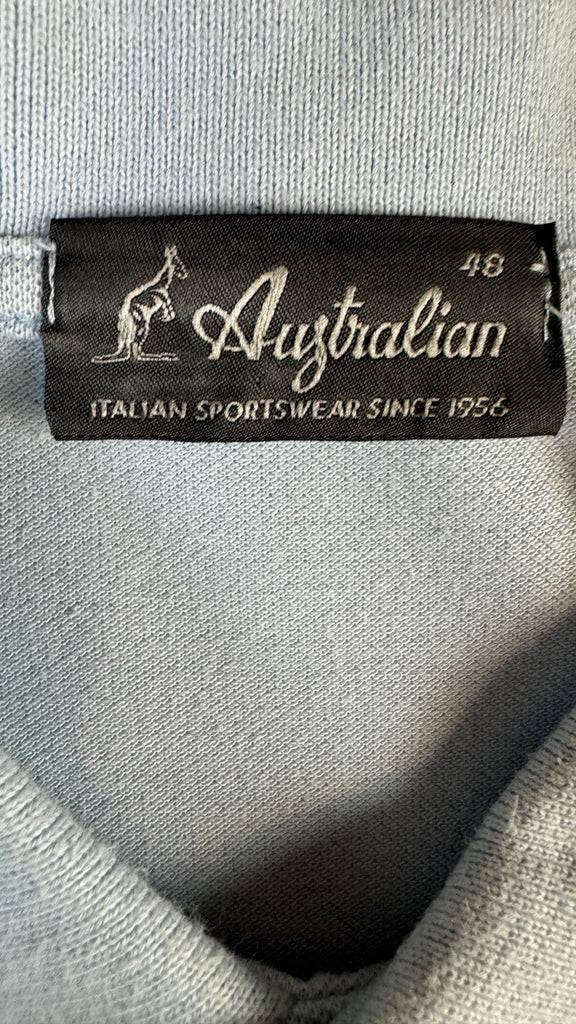 48
Australian
ITALIAN SPORTSWEAR SINCE 1956